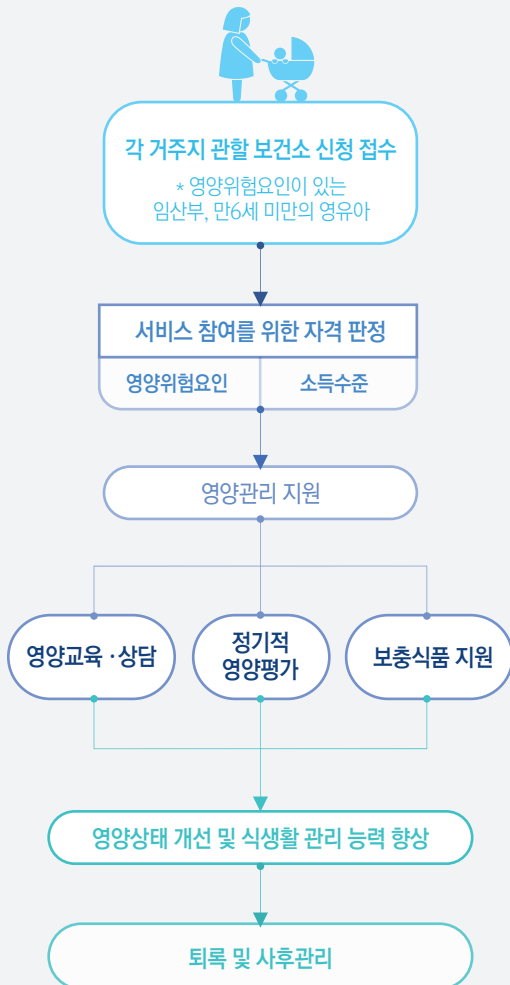 각 거주지 관할 보건소 신청 접수
* 영양위험요인이 있는
임산부, 만6세 미만의 영유아
서비스 참여를 위한 자격 판정
영양위험요인
소득수준
영양관리 지원
영양교육 ·상담
정기적
영양평가
보충식품 지원
영양상태 개선 및 식생활 관리 능력 향상
퇴록 및 사후관리